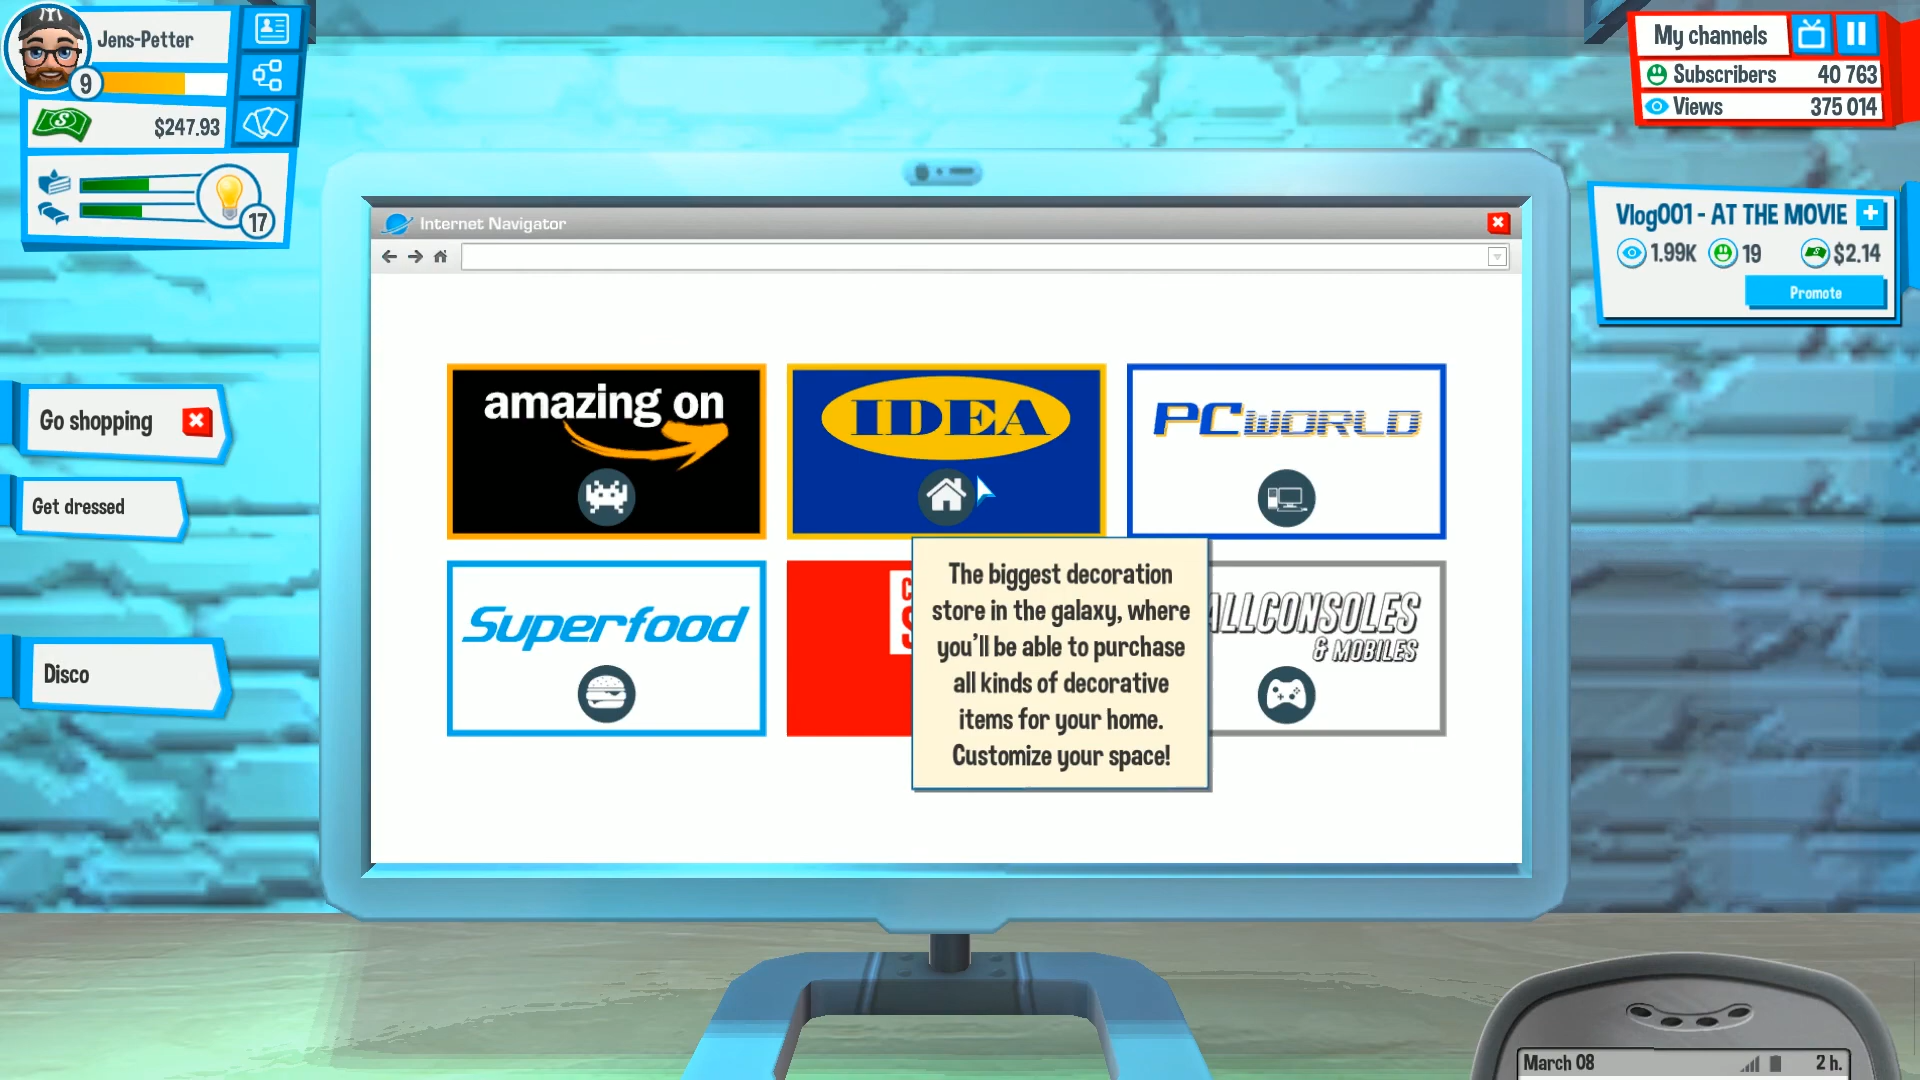 Jens-Petter
9
$247.93
17
My channels
Subscribers 40 763
Views 375 014
Vlog001 - AT THE MOVIE
1.99K 19 $2.14
Promote
Go shopping
Get dressed
Disco
Internet Navigator
amazing on
IDEA
PCWORLD
Superfood
C
S
ALLCONSOLES
& MOBILES
The biggest decoration
store in the galaxy, where
you'll be able to purchase
all kinds of decorative
items for your home.
Customize your space!
March 08 2 h.